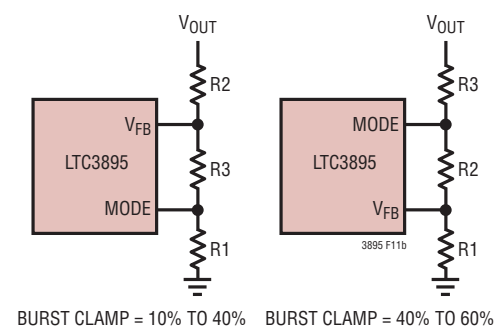 VOUT
R2
VFB
LTC3895
R3
MODE
R1
BURST CLAMP = 10% TO 40%
VOUT
R3
MODE
LTC3895
R2
VFB
3895 F11b
R1
BURST CLAMP = 40% TO 60%